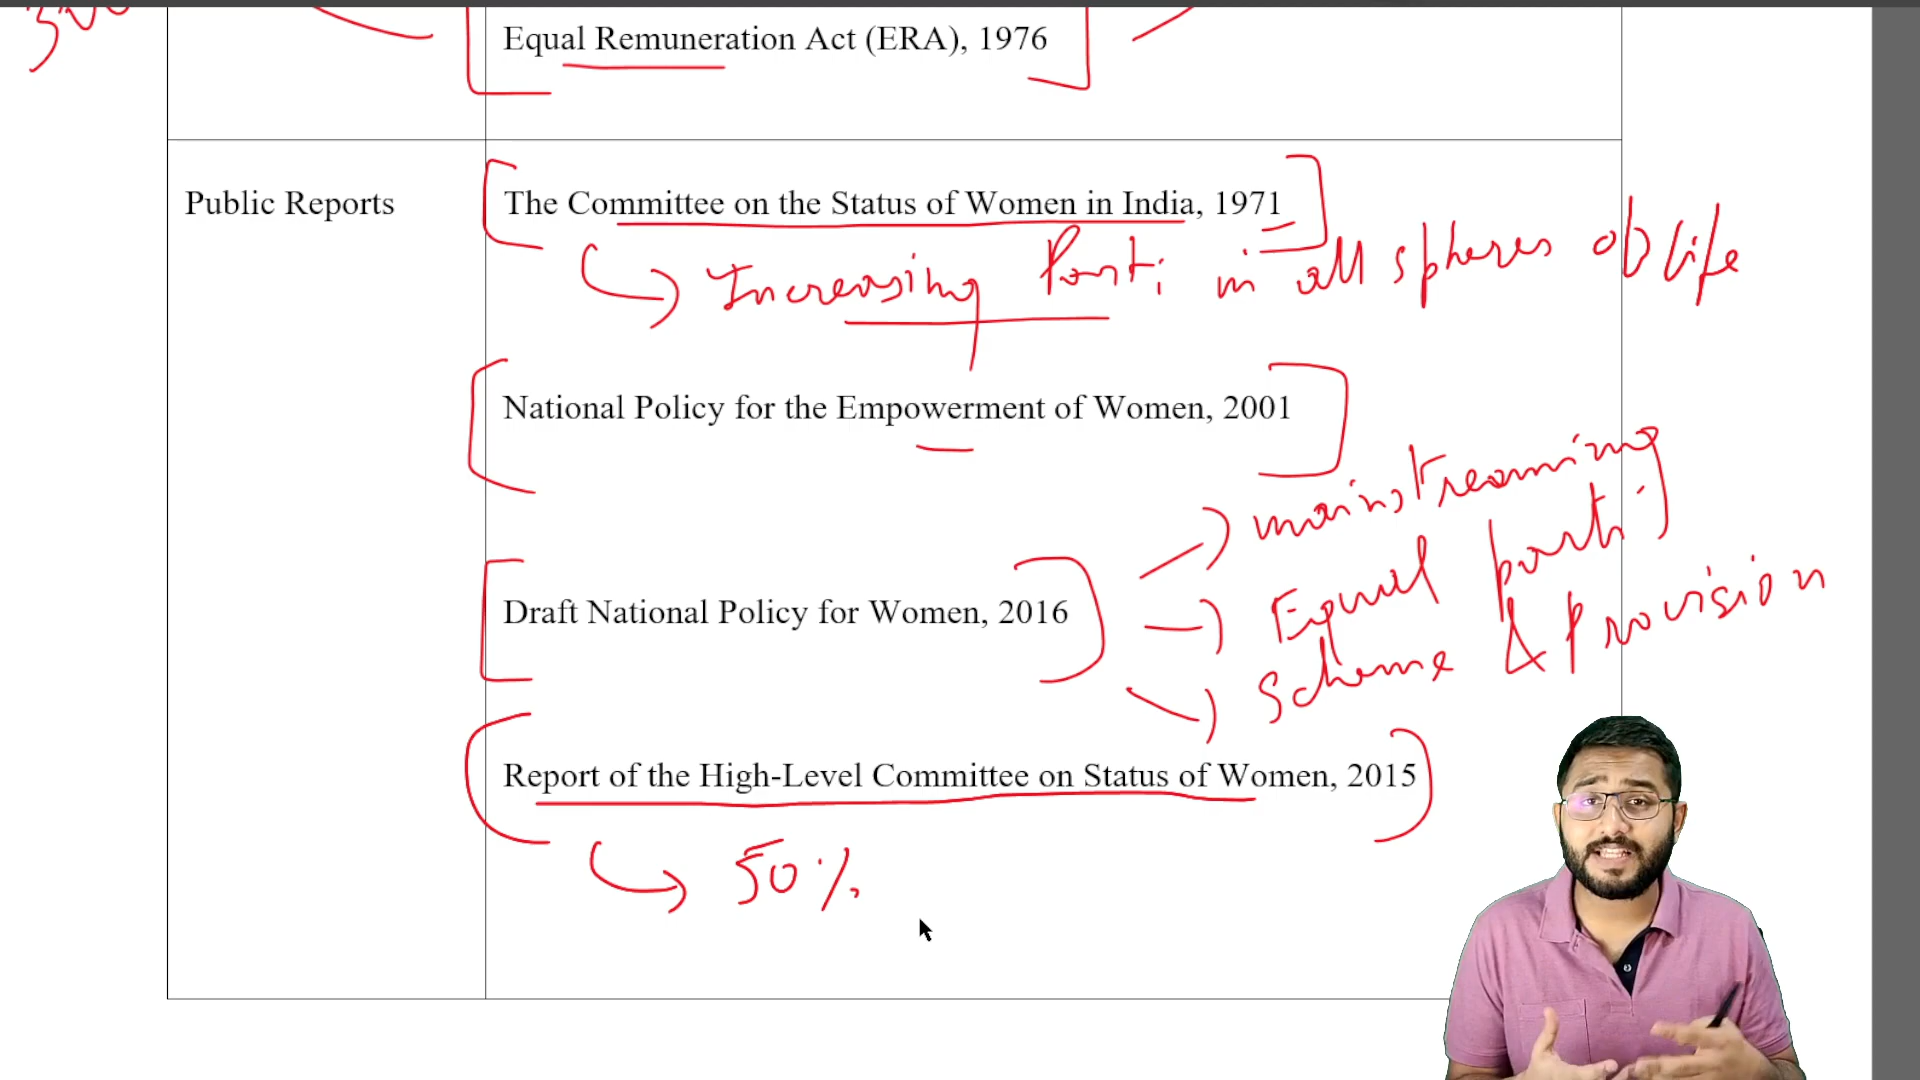 Equal Remuneration Act (ERA), 1976
Public Reports
The Committee on the Status of Women in India, 1971
Increasing Parti in all spheres of life
National Policy for the Empowerment of Women, 2001
mainstreaming
Draft National Policy for Women, 2016
Equal parti
Scheme & Provision
Report of the High-Level Committee on Status of Women, 2015
50%